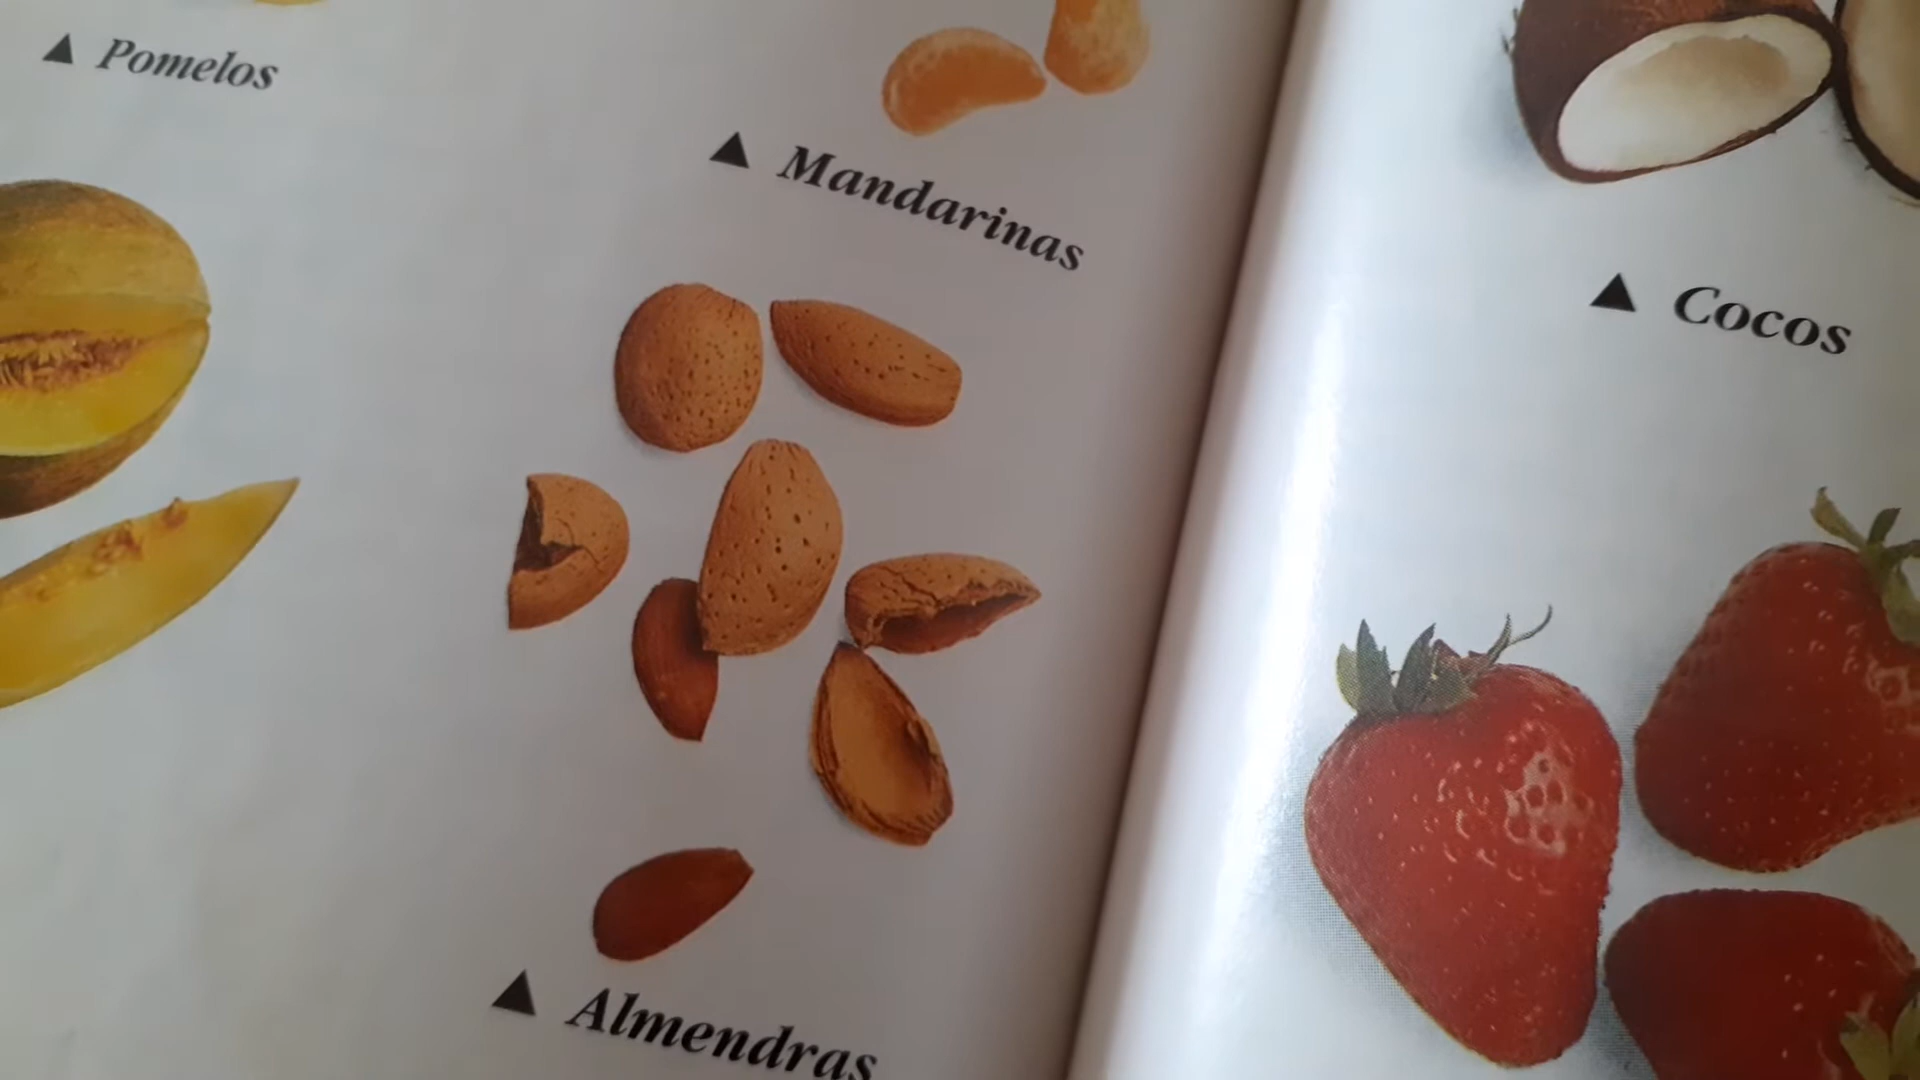 ▲ Pomelos
▲ Mandarinas
▲ Almendras
▲ Cocos